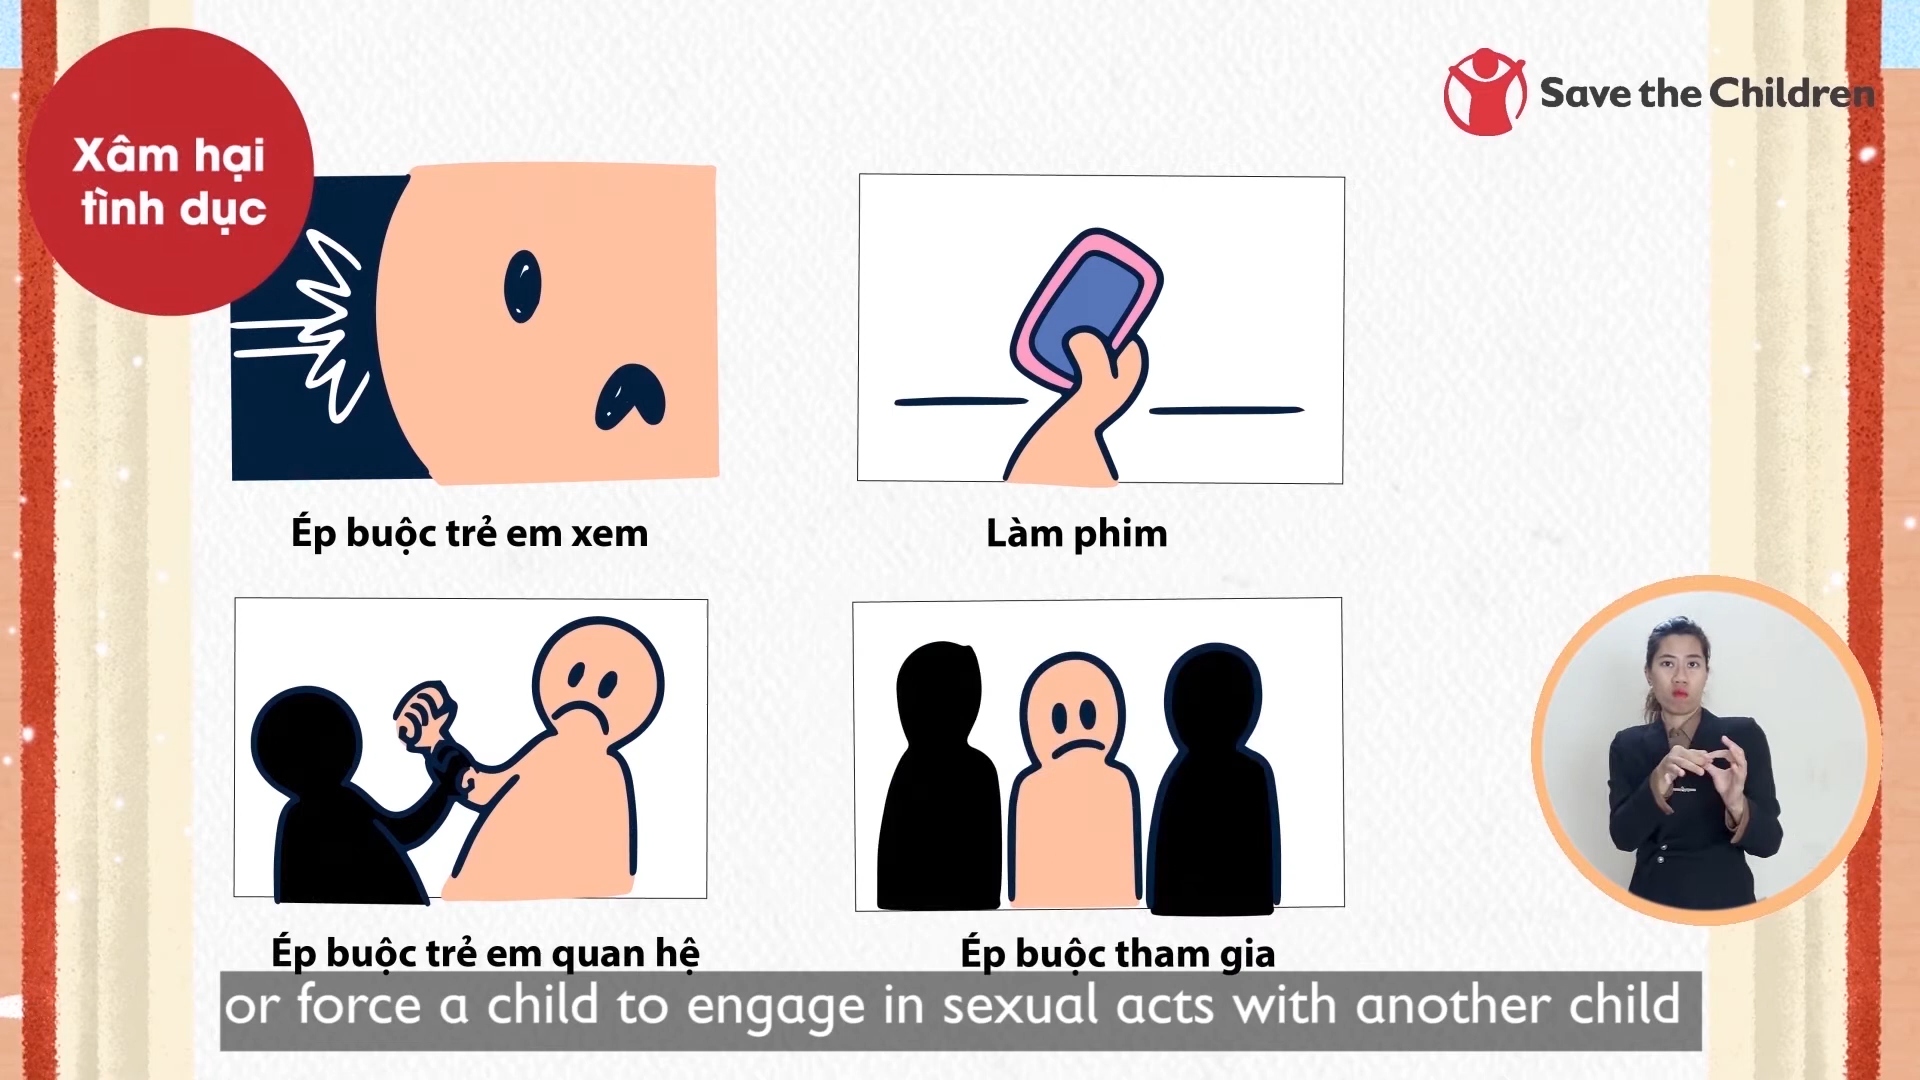 Xâm hại
tình dục
Save the Children
Ép buộc trẻ em xem
Làm phim
Ép buộc trẻ em quan hệ
Ép buộc tham gia
or force a child to engage in sexual acts with another child